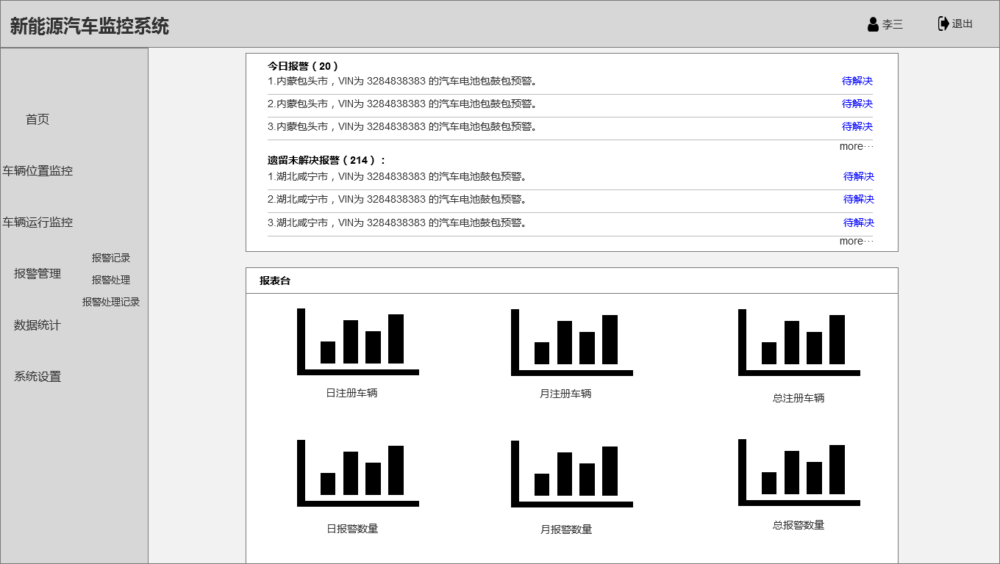 新能源汽车监控系统
李三
退出
首页
车辆位置监控
车辆运行监控
报警管理
报警记录
报警处理
报警处理记录
数据统计
系统设置
今日报警（20）
1.内蒙包头市，VIN为 3284838383 的汽车电池包鼓包预警。 待解决
2.内蒙包头市，VIN为 3284838383 的汽车电池包鼓包预警。 待解决
3.内蒙包头市，VIN为 3284838383 的汽车电池包鼓包预警。 待解决
more…
遗留未解决报警（214）：
1.湖北咸宁市，VIN为 3284838383 的汽车电池鼓包预警。 待解决
2.湖北咸宁市，VIN为 3284838383 的汽车电池鼓包预警。 待解决
3.湖北咸宁市，VIN为 3284838383 的汽车电池鼓包预警。 待解决
more…
报表台
日注册车辆
月注册车辆
总注册车辆
日报警数量
月报警数量
总报警数量